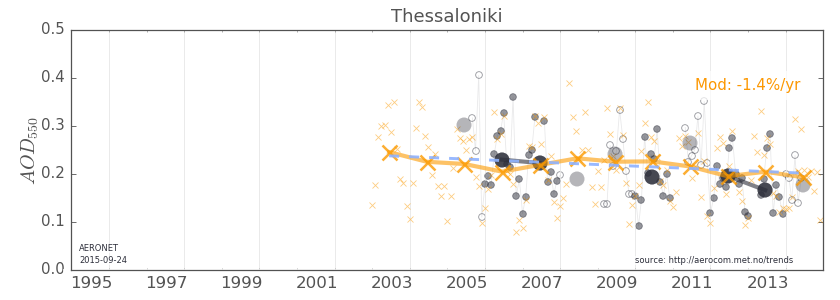 Thessaloniki
0.5
0.4
0.3
0.2
0.1
0.0
AOD550
Mod: -1.4%/yr
AERONET
2015-09-24
source: http://aerocom.met.no/trends
1995 1997 1999 2001 2003 2005 2007 2009 2011 2013